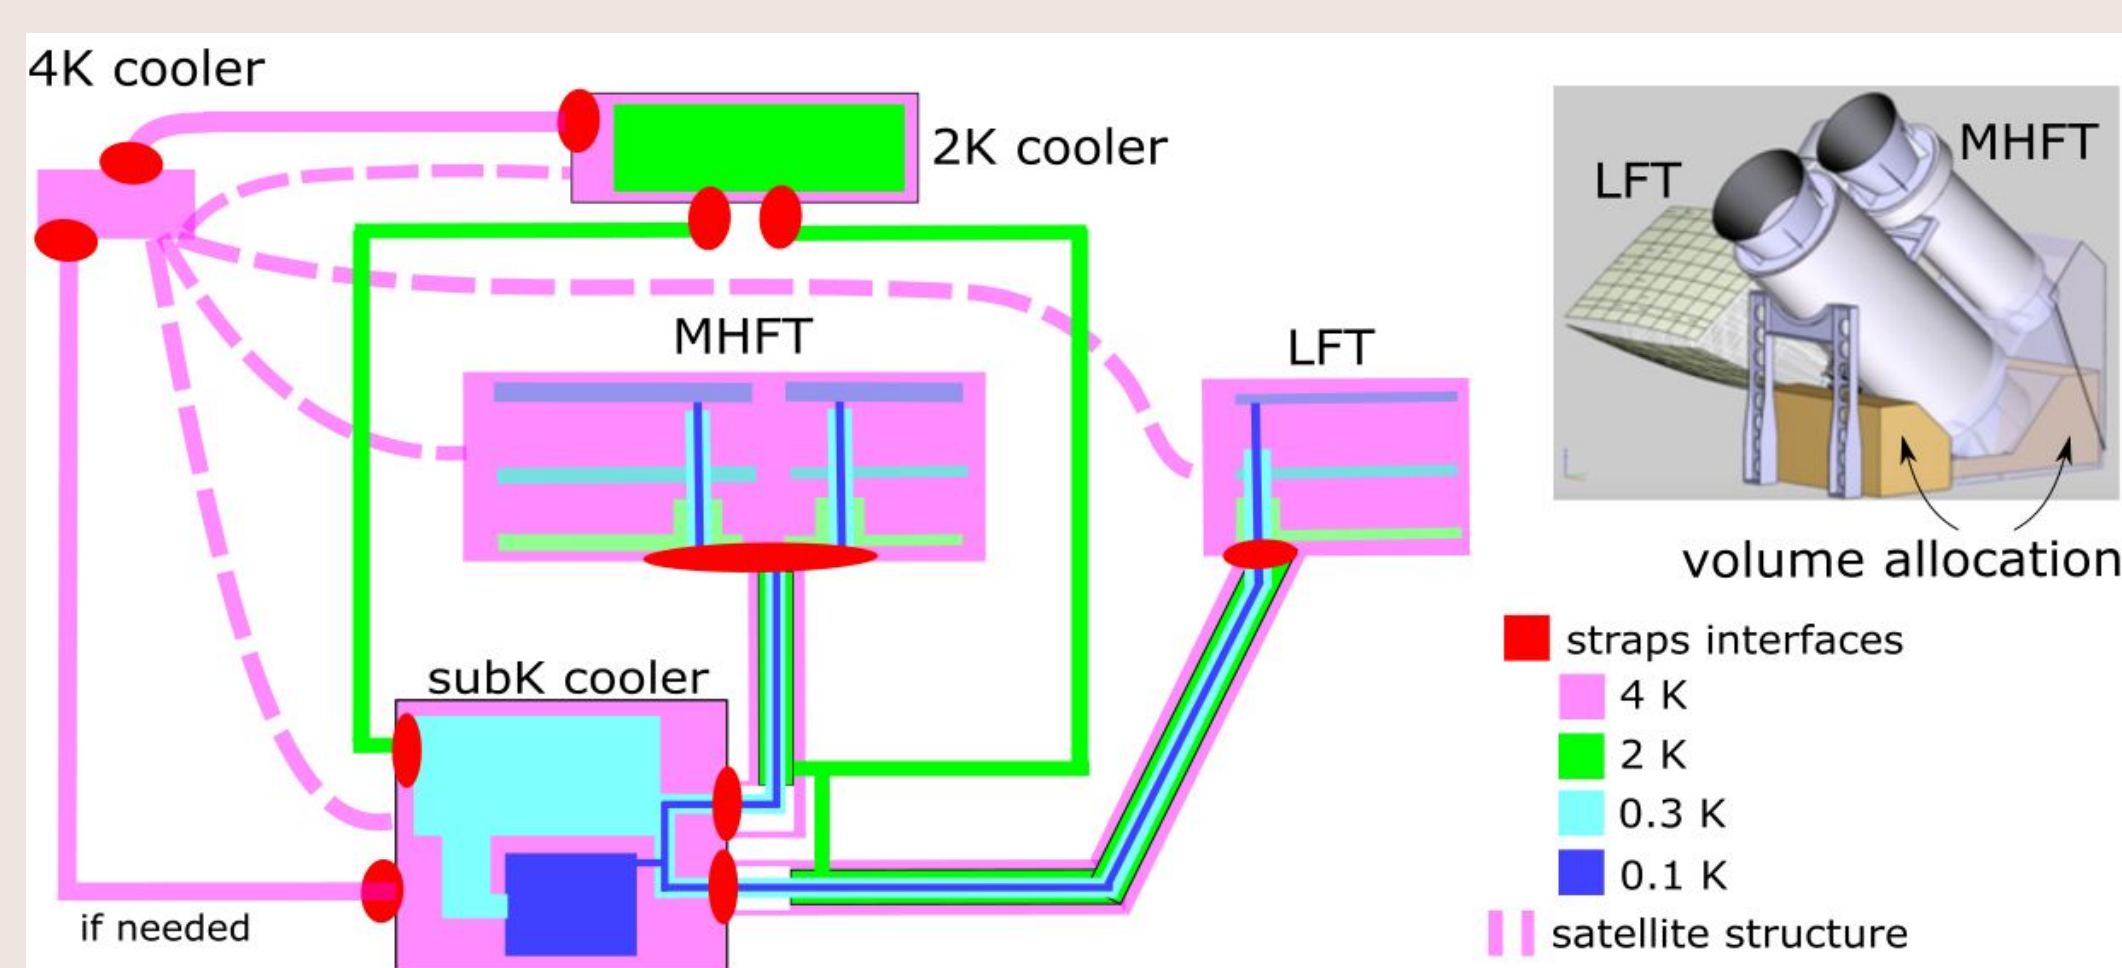 4K cooler
2K cooler
MHFT
LFT
LFT
MHFT
volume allocation
subK cooler
if needed
straps interfaces
4 K
2 K
0.3 K
0.1 K
satellite structure